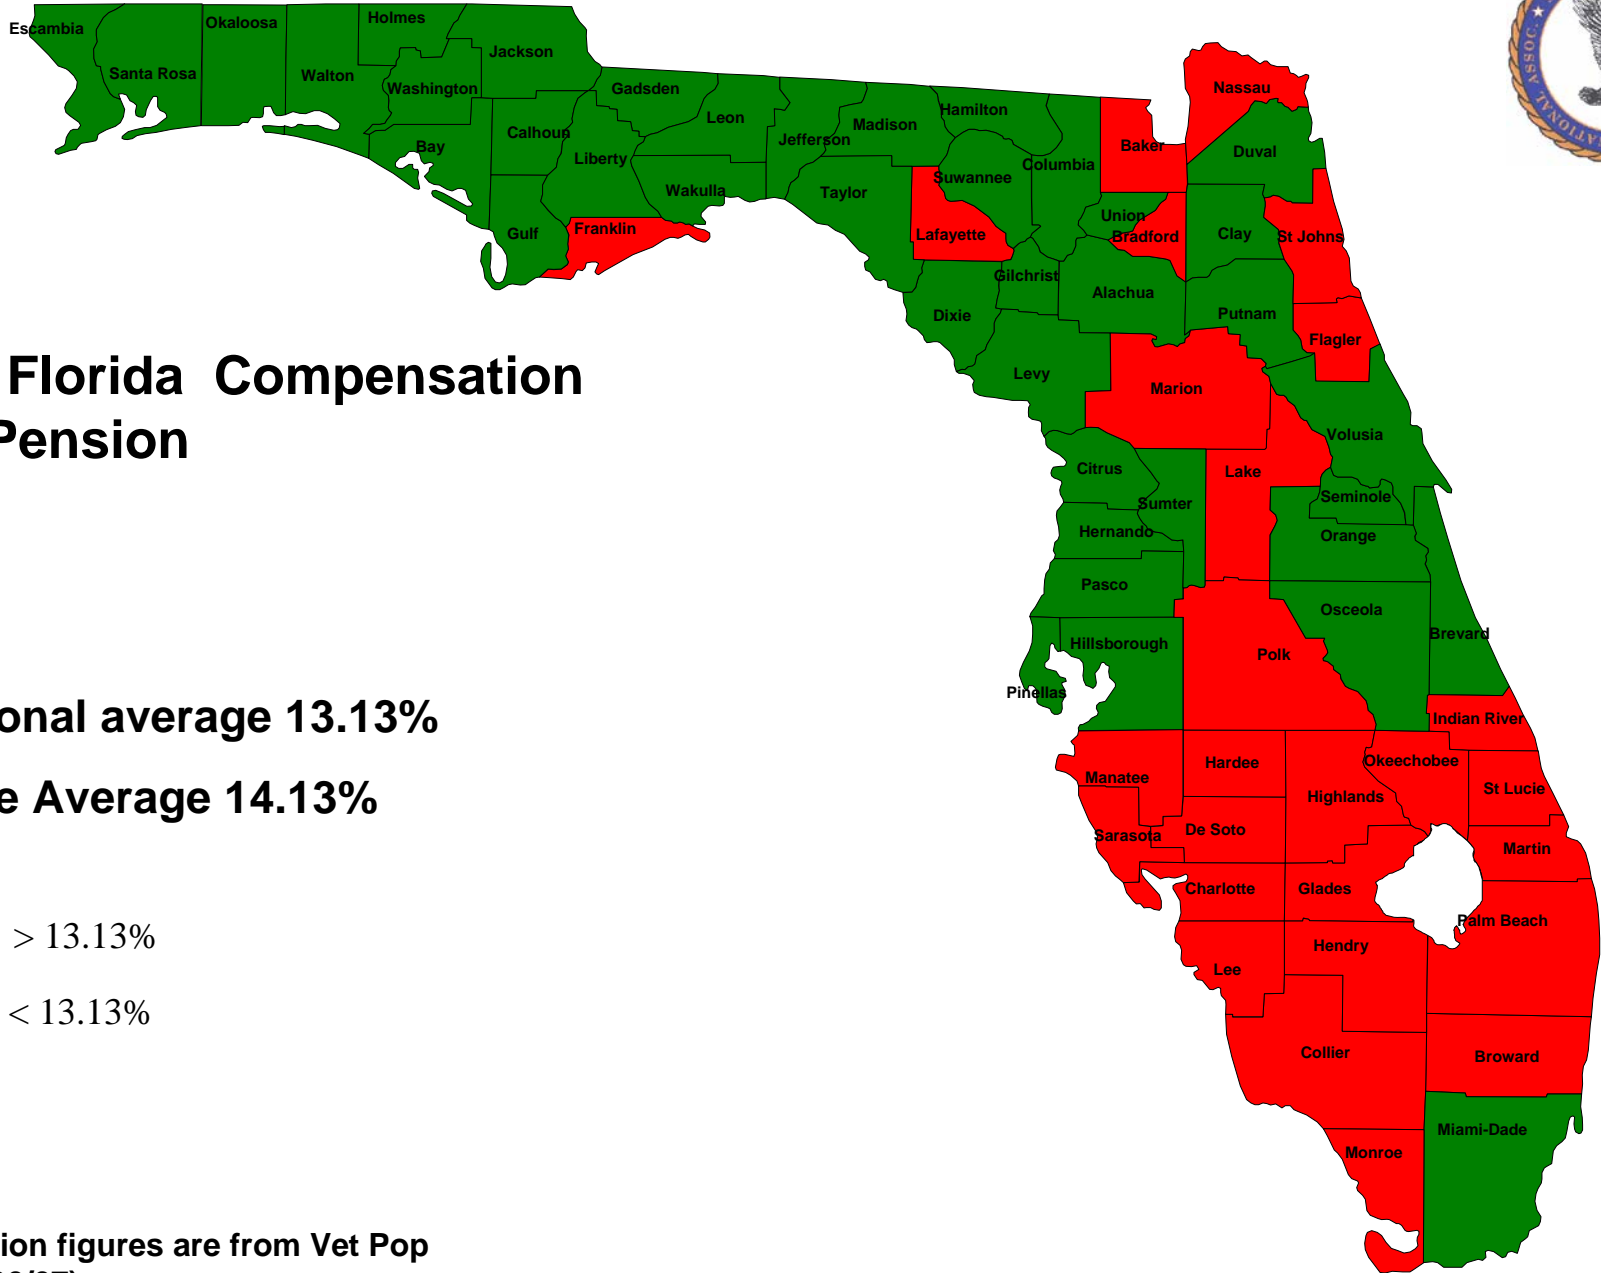 Escambia
Okaloosa
Holmes
Santa Rosa
Walton
Jackson
Washington
Gadsden
Nassau
Calhoun
Leon
Hamilton
Bay
Jefferson
Madison
Baker
Duval
Liberty
Columbia
Wakulla
Taylor
Suwannee
Union
Gulf
Franklin
Lafayette
Bradford
Clay
St Johns
Gilchrist
Alachua
Dixie
Putnam
Flagler
Florida Compensation
Pension
Levy
Marion
Volusia
Citrus
Lake
Sumter
Seminole
Hernando
Orange
Pasco
Osceola
Brevard
Hillsborough
Polk
Pinellas
onal average 13.13%
Indian River
Manatee
Hardee
Okeechobee
St Lucie
Highlands
e Average 14.13%
Sarasota
De Soto
Martin
Charlotte
Glades
Palm Beach
> 13.13%
Hendry
Lee
< 13.13%
Collier
Broward
Miami-Dade
Monroe
ion figures are from Vet Pop
ASSOC.